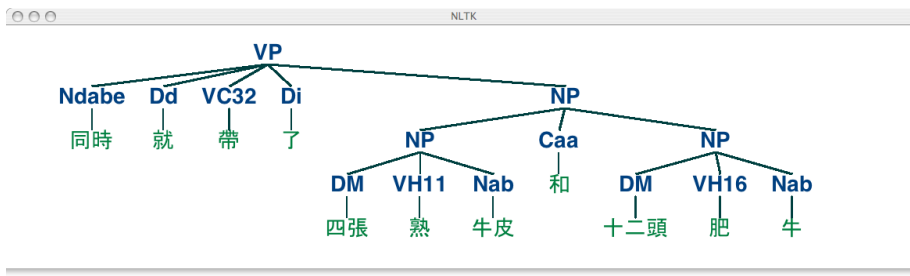 NLTK
VP
Ndabe Dd VC32 Di NP
同時 就 帶 了 NP Caa NP
DM VH11 Nab 和 DM VH16 Nab
四張 熟 牛皮 十二頭 肥 牛